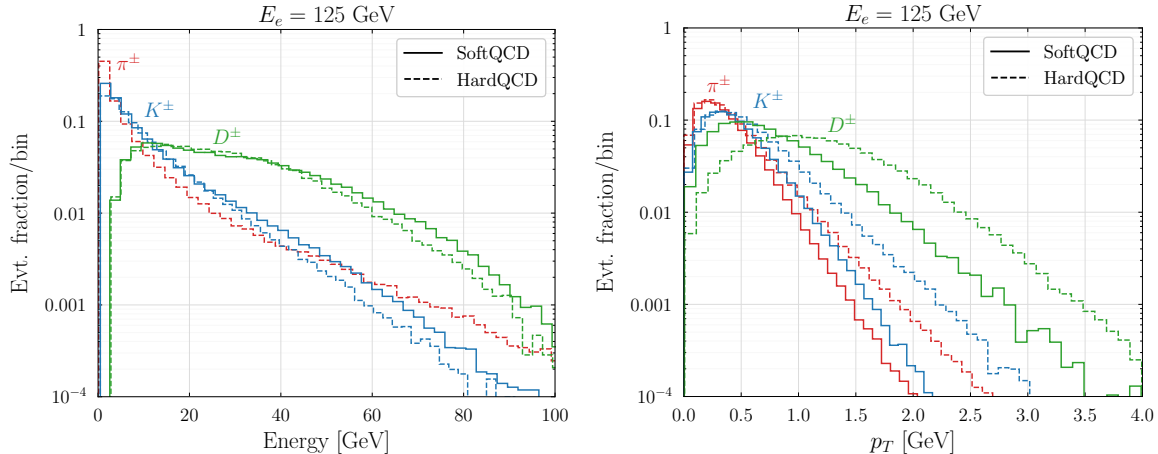 E_e = 125 GeV
1
0.1
0.01
0.001
10^−4
Evt. fraction/bin
π^±
K^±
D^±
SoftQCD
HardQCD
0 20 40 60 80 100
Energy [GeV]
E_e = 125 GeV
1
0.1
0.01
0.001
10^−4
Evt. fraction/bin
π^±
K^±
D^±
SoftQCD
HardQCD
0.0 0.5 1.0 1.5 2.0 2.5 3.0 3.5 4.0
p_T [GeV]